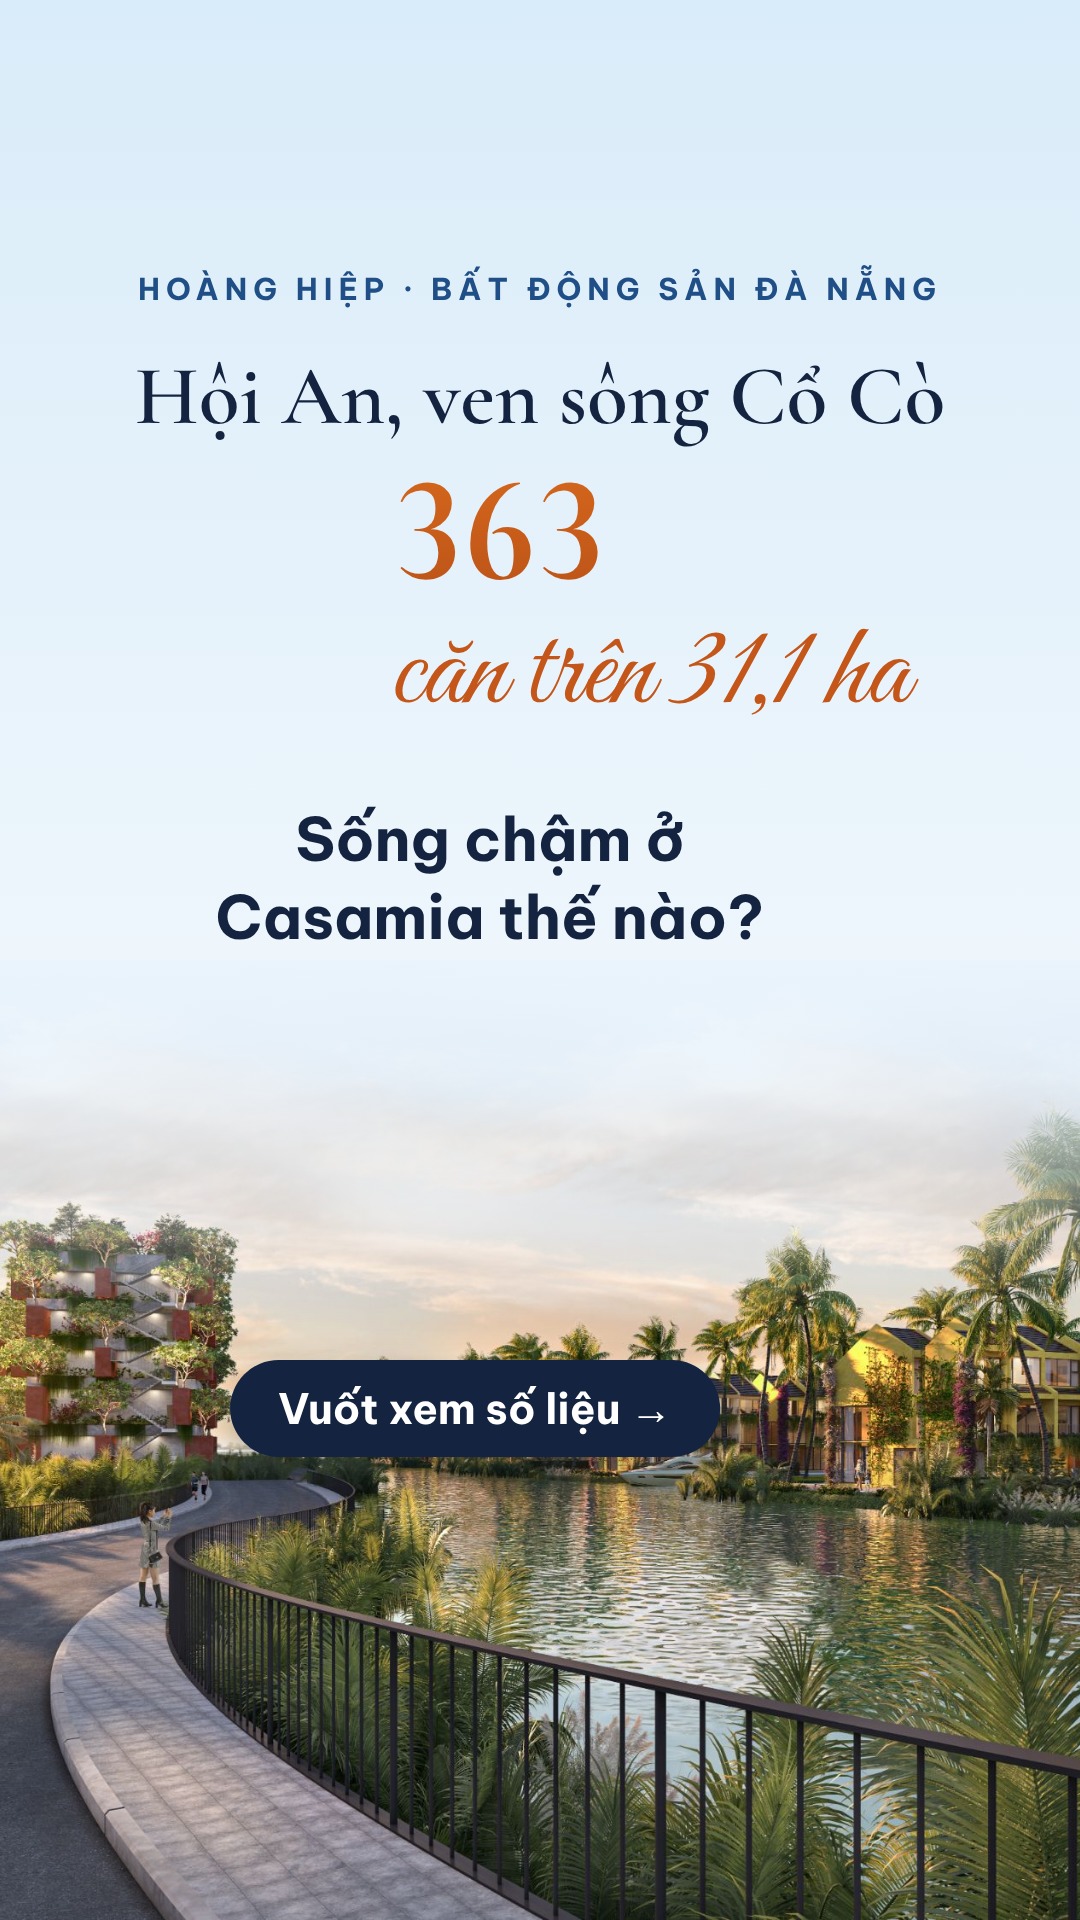 HOÀNG HIỆP · BẤT ĐỘNG SẢN ĐÀ NẴNG
Hội An, ven sông Cổ Cò
363
căn trên 31,1 ha
Sống chậm ở
Casamia thế nào?
Vuốt xem số liệu →